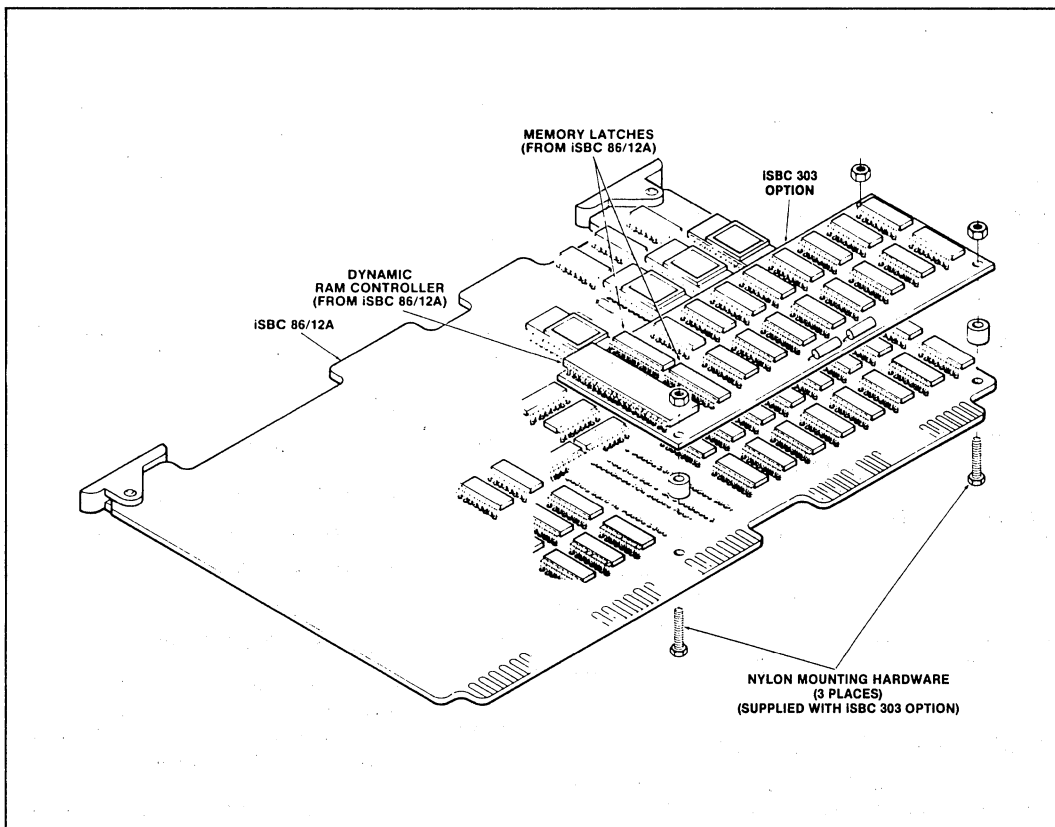 MEMORY LATCHES
(FROM iSBC 86/12A)
iSBC 303
OPTION
DYNAMIC
RAM CONTROLLER
(FROM iSBC 86/12A)
iSBC 86/12A
NYLON MOUNTING HARDWARE
(3 PLACES)
(SUPPLIED WITH iSBC 303 OPTION)